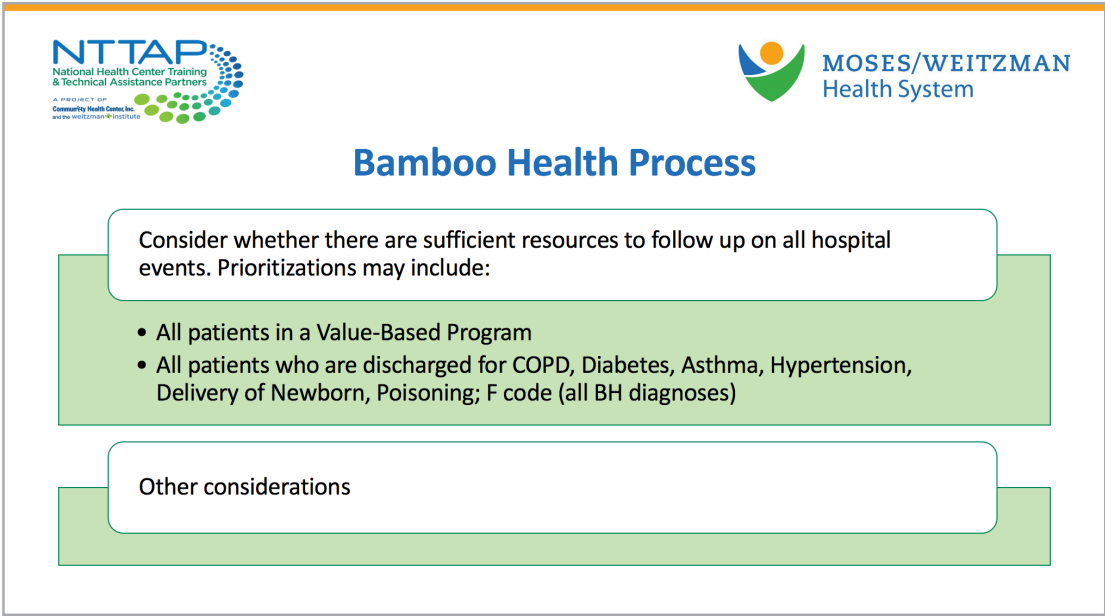 NTTAP
National Health Center Training
& Technical Assistance Partners
A PROJECT OF
Community Health Center, Inc.
and the weitzman institute
MOSES/WEITZMAN
Health System
Bamboo Health Process
Consider whether there are sufficient resources to follow up on all hospital
events. Prioritizations may include:
• All patients in a Value-Based Program
• All patients who are discharged for COPD, Diabetes, Asthma, Hypertension,
Delivery of Newborn, Poisoning; F code (all BH diagnoses)
Other considerations